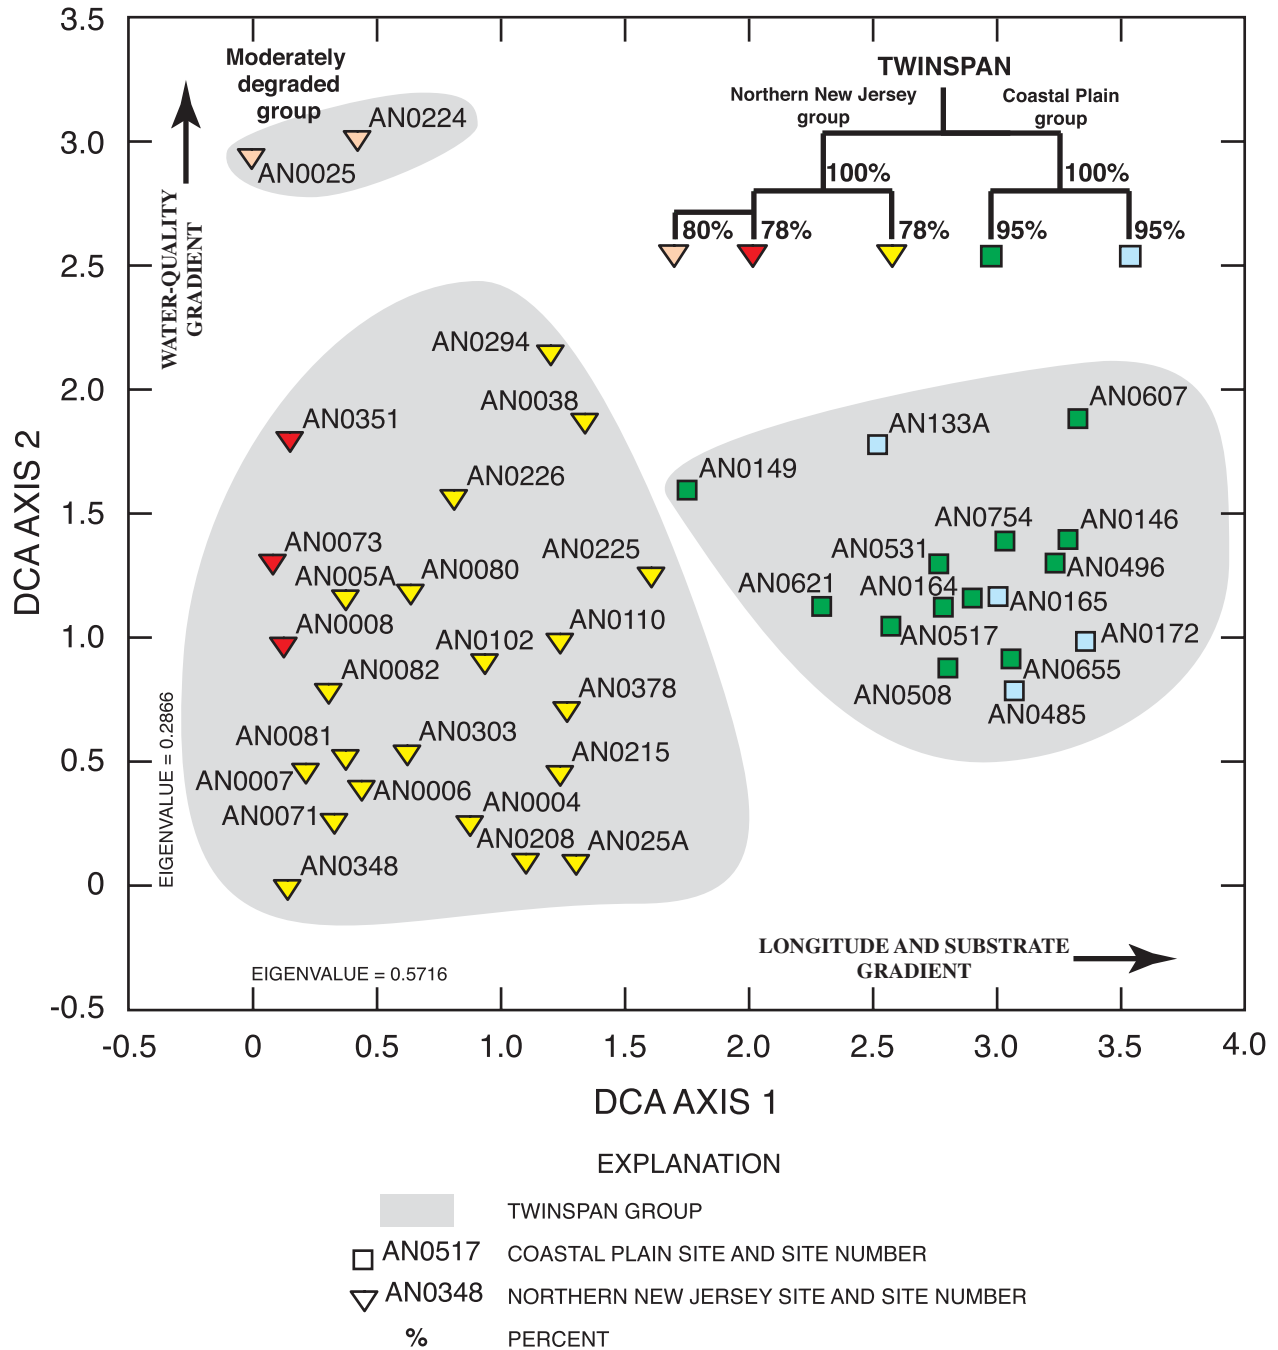 3.5
3.0
2.5
2.0
1.5
1.0
0.5
0
-0.5
DCA AXIS 2
WATER-QUALITY
GRADIENT
EIGENVALUE = 0.2866
Moderately
degraded
group
AN0224
AN0025
TWINSPAN
Northern New Jersey
group
Coastal Plain
group
100%
100%
80%
78%
78%
95%
95%
AN0294
AN0038
AN0351
AN0226
AN0073
AN005A
AN0080
AN0225
AN0008
AN0102
AN0110
AN0082
AN0378
AN0081
AN0303
AN0215
AN0007
AN0006
AN0071
AN0004
AN0208
AN025A
AN0348
AN0607
AN133A
AN0149
AN0754
AN0146
AN0531
AN0496
AN0621
AN0164
AN0165
AN0517
AN0172
AN0655
AN0508
AN0485
LONGITUDE AND SUBSTRATE
GRADIENT
EIGENVALUE = 0.5716
-0.5 0 0.5 1.0 1.5 2.0 2.5 3.0 3.5 4.0
DCA AXIS 1
EXPLANATION
TWINSPAN GROUP
AN0517 COASTAL PLAIN SITE AND SITE NUMBER
AN0348 NORTHERN NEW JERSEY SITE AND SITE NUMBER
% PERCENT